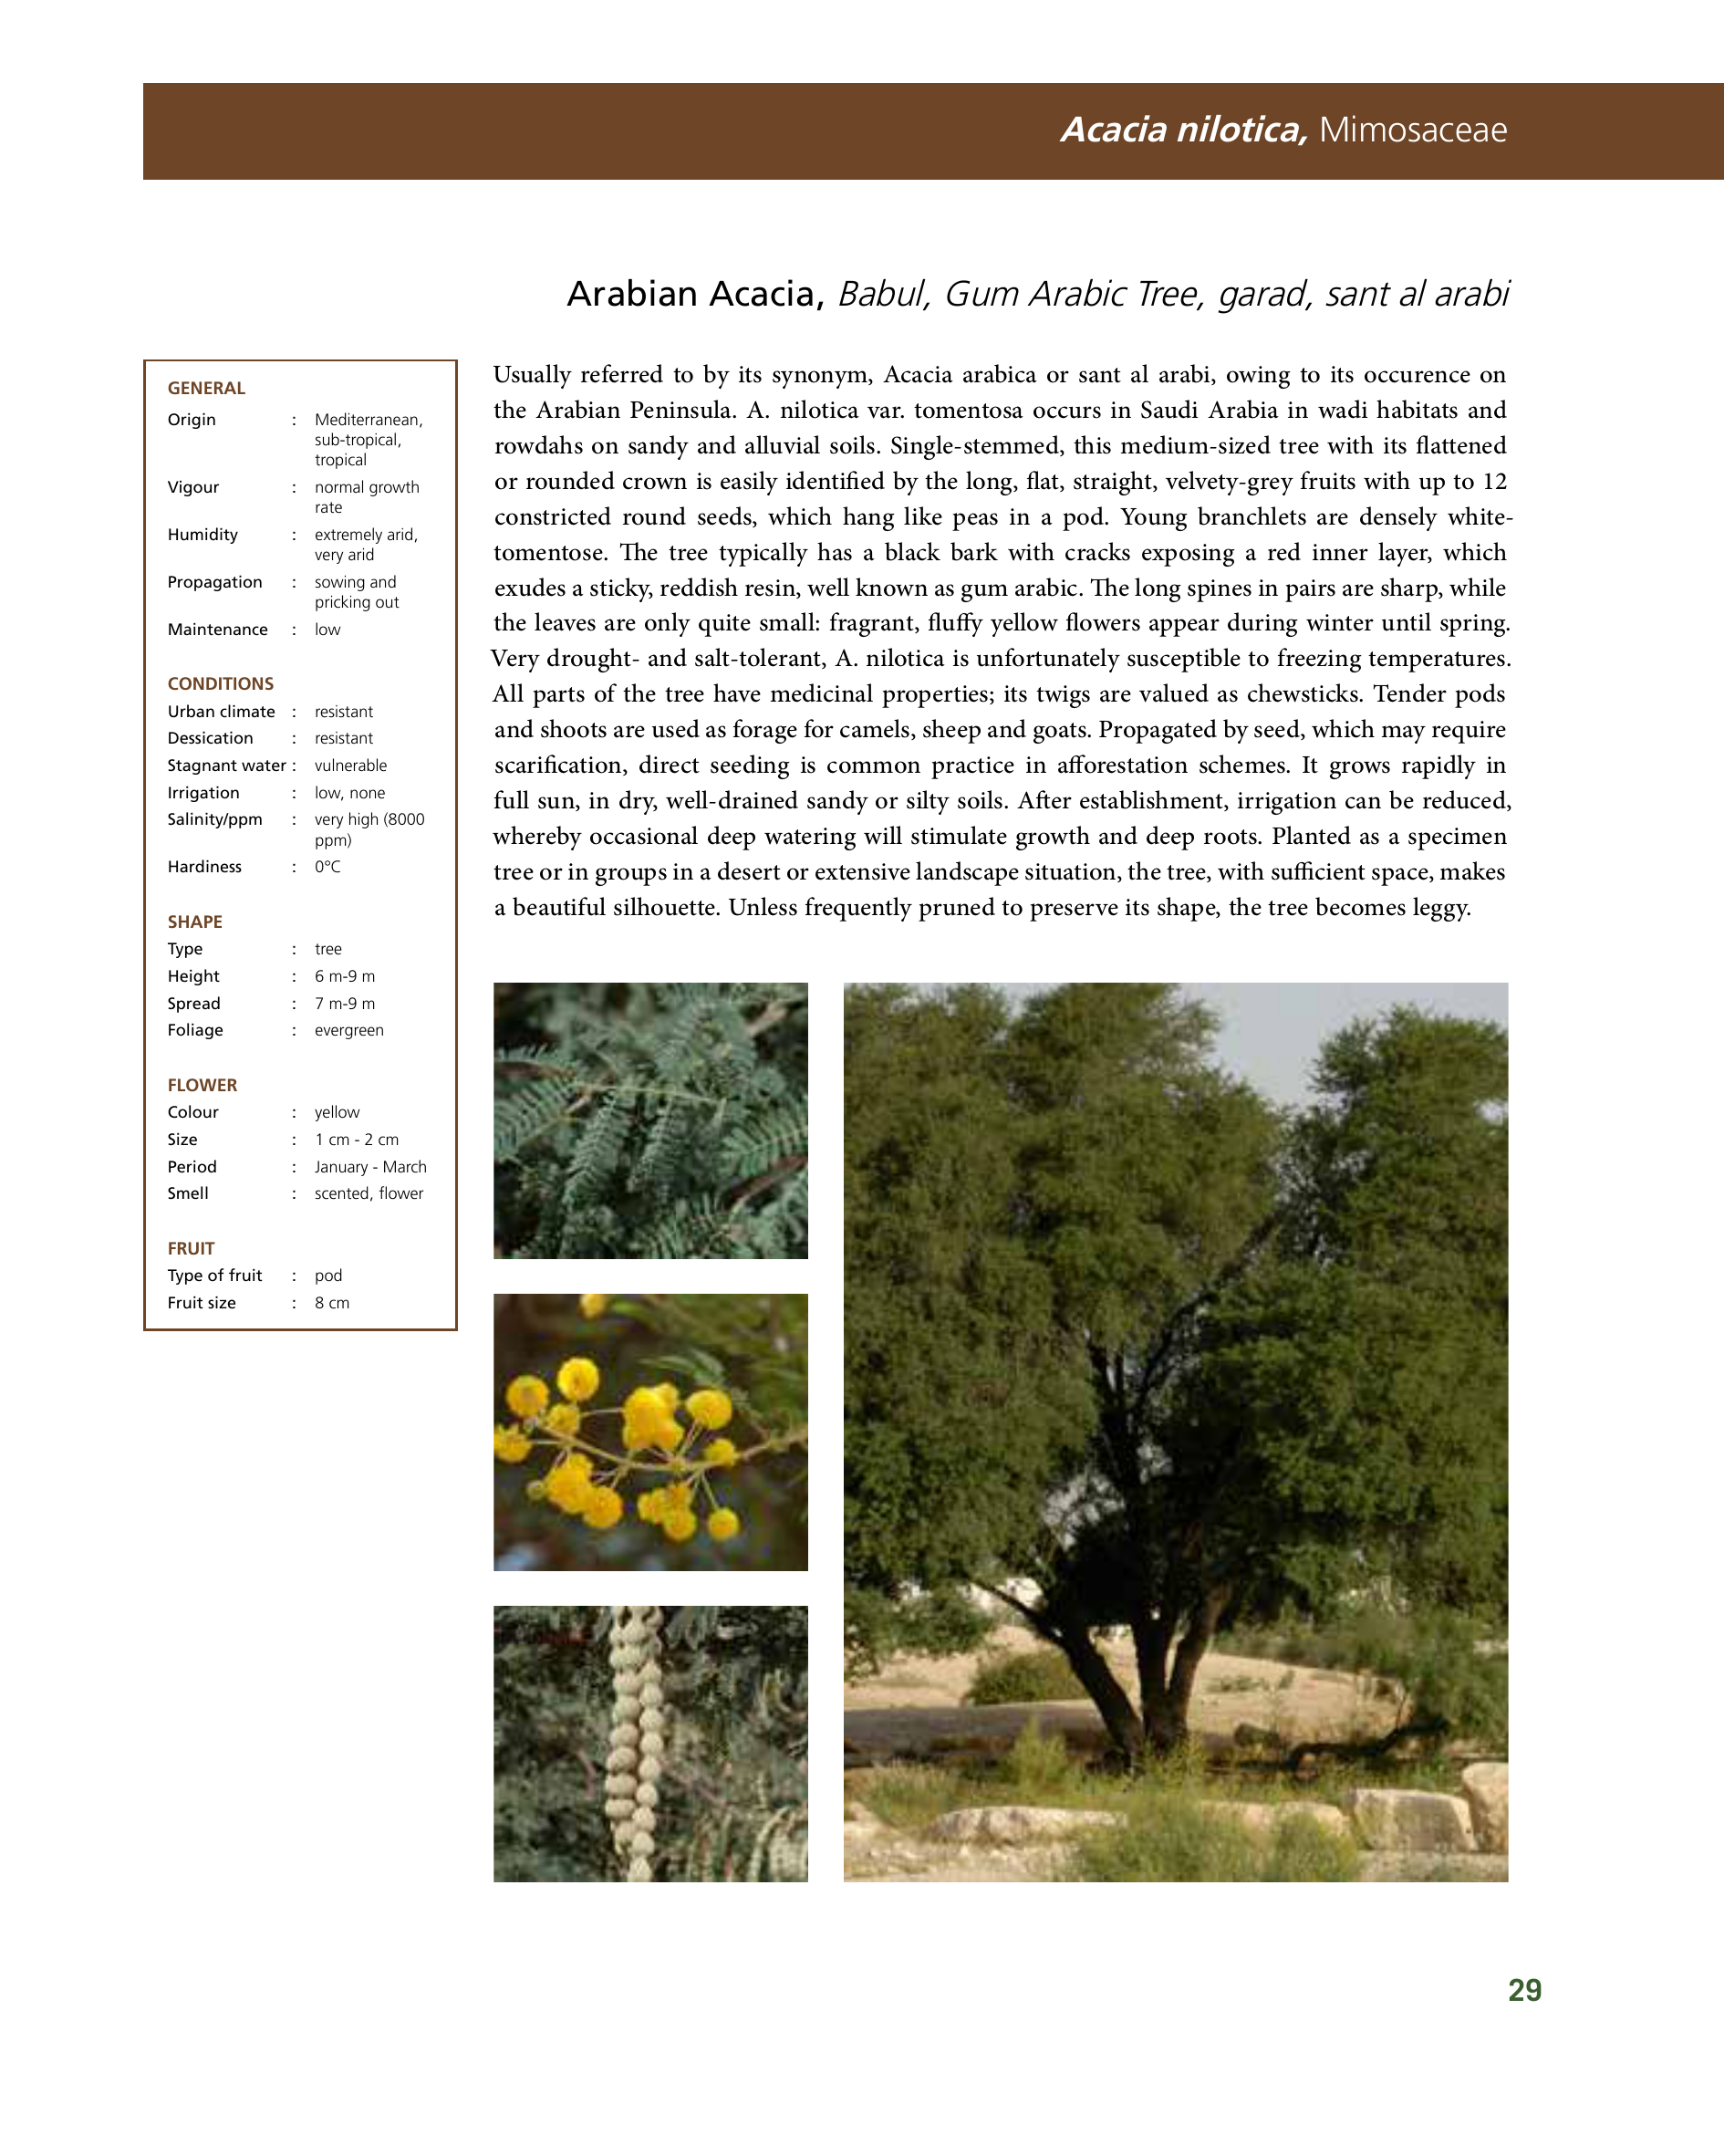 Acacia nilotica, Mimosaceae
Arabian Acacia, Babul, Gum Arabic Tree, garad, sant al arabi
GENERAL
Origin : Mediterranean,
sub-tropical,
tropical
Vigour : normal growth
rate
Humidity : extremely arid,
very arid
Propagation : sowing and
pricking out
Maintenance : low
CONDITIONS
Urban climate : resistant
Dessication : resistant
Stagnant water : vulnerable
Irrigation : low, none
Salinity/ppm : very high (8000
ppm)
Hardiness : 0°C
SHAPE
Type : tree
Height : 6 m-9 m
Spread : 7 m-9 m
Foliage : evergreen
FLOWER
Colour : yellow
Size : 1 cm - 2 cm
Period : January - March
Smell : scented, flower
FRUIT
Type of fruit : pod
Fruit size : 8 cm
Usually referred to by its synonym, Acacia arabica or sant al arabi, owing to its occurence on
the Arabian Peninsula. A. nilotica var. tomentosa occurs in Saudi Arabia in wadi habitats and
rowdahs on sandy and alluvial soils. Single-stemmed, this medium-sized tree with its flattened
or rounded crown is easily identified by the long, flat, straight, velvety-grey fruits with up to 12
constricted round seeds, which hang like peas in a pod. Young branchlets are densely white-
tomentose. The tree typically has a black bark with cracks exposing a red inner layer, which
exudes a sticky, reddish resin, well known as gum arabic. The long spines in pairs are sharp, while
the leaves are only quite small: fragrant, fluffy yellow flowers appear during winter until spring.
Very drought- and salt-tolerant, A. nilotica is unfortunately susceptible to freezing temperatures.
All parts of the tree have medicinal properties; its twigs are valued as chewsticks. Tender pods
and shoots are used as forage for camels, sheep and goats. Propagated by seed, which may require
scarification, direct seeding is common practice in afforestation schemes. It grows rapidly in
full sun, in dry, well-drained sandy or silty soils. After establishment, irrigation can be reduced,
whereby occasional deep watering will stimulate growth and deep roots. Planted as a specimen
tree or in groups in a desert or extensive landscape situation, the tree, with sufficient space, makes
a beautiful silhouette. Unless frequently pruned to preserve its shape, the tree becomes leggy.
29